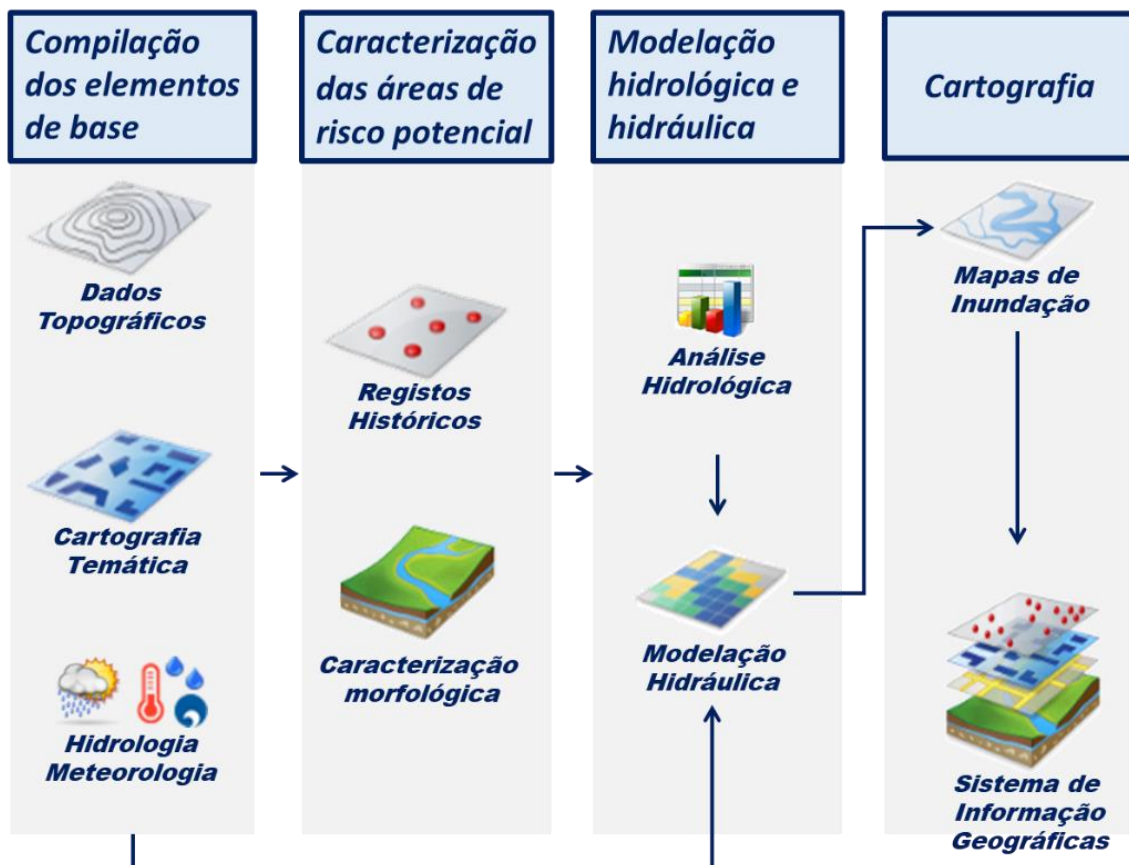 Compilação
dos elementos
de base
Dados
Topográficos
Cartografia
Temática
Hidrologia
Meteorologia
Caracterização
das áreas de
risco potencial
Registos
Históricos
Caracterização
morfológica
Modelação
hidrológica e
hidráulica
Análise
Hidrológica
Modelação
Hidráulica
Cartografia
Mapas de
Inundação
Sistema de
Informação
Geográficas